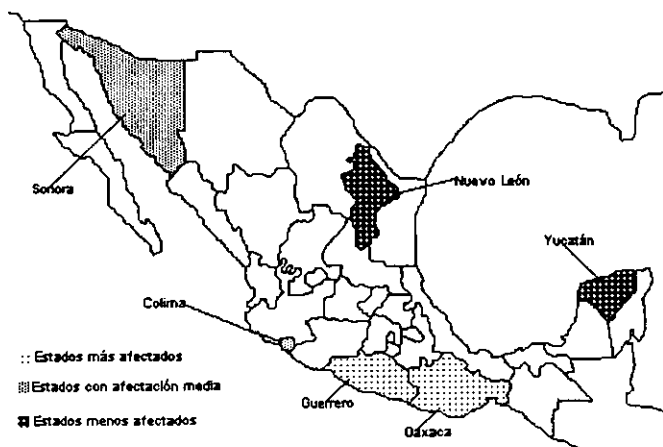 Sonora
Nuevo León
Yucatán
Colima
Estados más afectados
Estados con afectación media
Guerrero
Estados menos afectados
Oaxaca